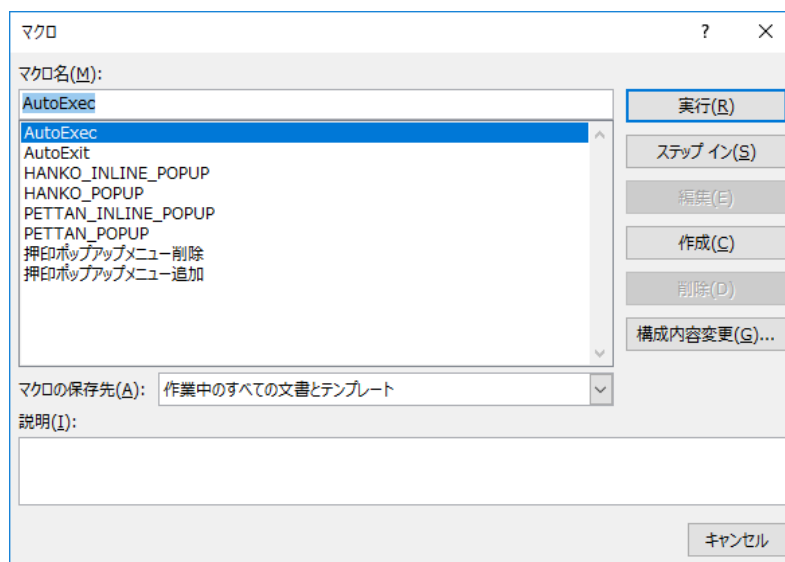 マクロ
? ×
マクロ名(M):
AutoExec
実行(R)
AutoExec
AutoExit
HANKO_INLINE_POPUP
HANKO_POPUP
PETTAN_INLINE_POPUP
PETTAN_POPUP
押印ポップアップメニュー削除
押印ポップアップメニュー追加
ステップ イン(S)
編集(E)
作成(C)
削除(D)
構成内容変更(G)...
マクロの保存先(A): 作業中のすべての文書とテンプレート
説明(I):
キャンセル